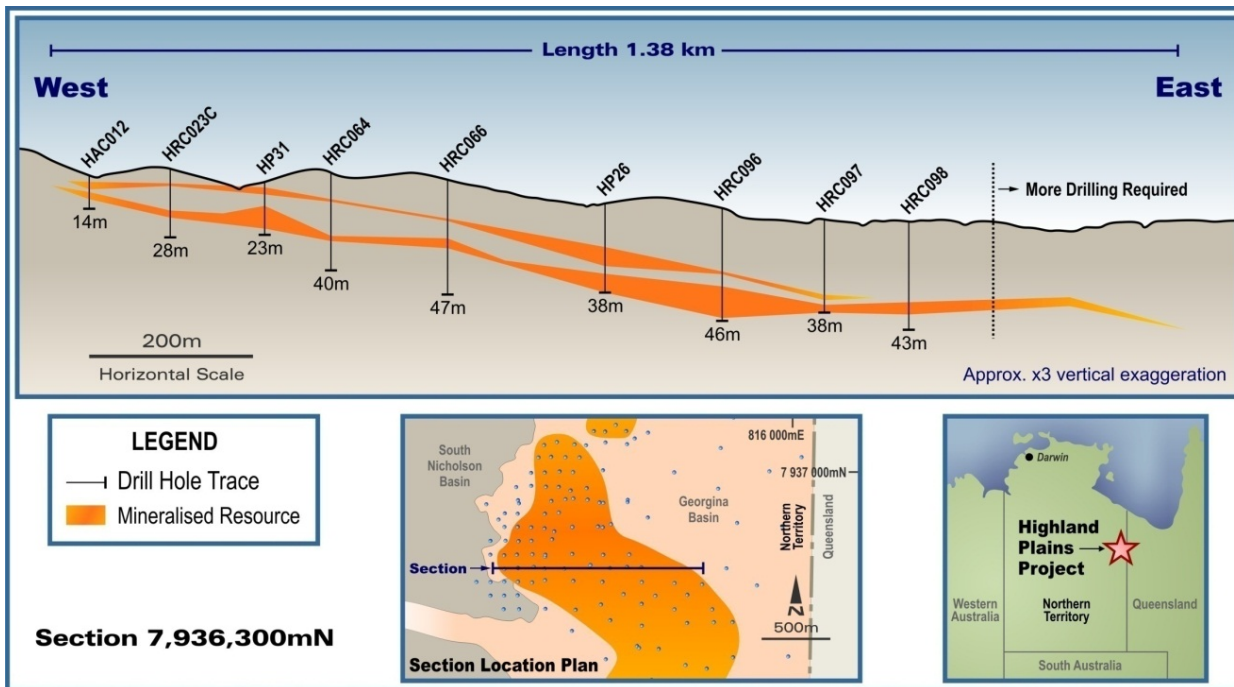 Length 1.38 km
West
East
HAC012
HRC023C
HP31
HRC064
HRC066
HP26
HRC096
HRC097
HRC098
More Drilling Required
14m
28m
23m
40m
47m
38m
46m
38m
43m
200m
Horizontal Scale
Approx. x3 vertical exaggeration
LEGEND
Drill Hole Trace
Mineralised Resource
Section 7,936,300mN
South
Nicholson
Basin
816 000mE
7 937 000mN
Georgina
Basin
Northern
Territory
Queensland
Section
N
500m
Section Location Plan
Darwin
Highland
Plains
Project
Western
Australia
Northern
Territory
Queensland
South Australia